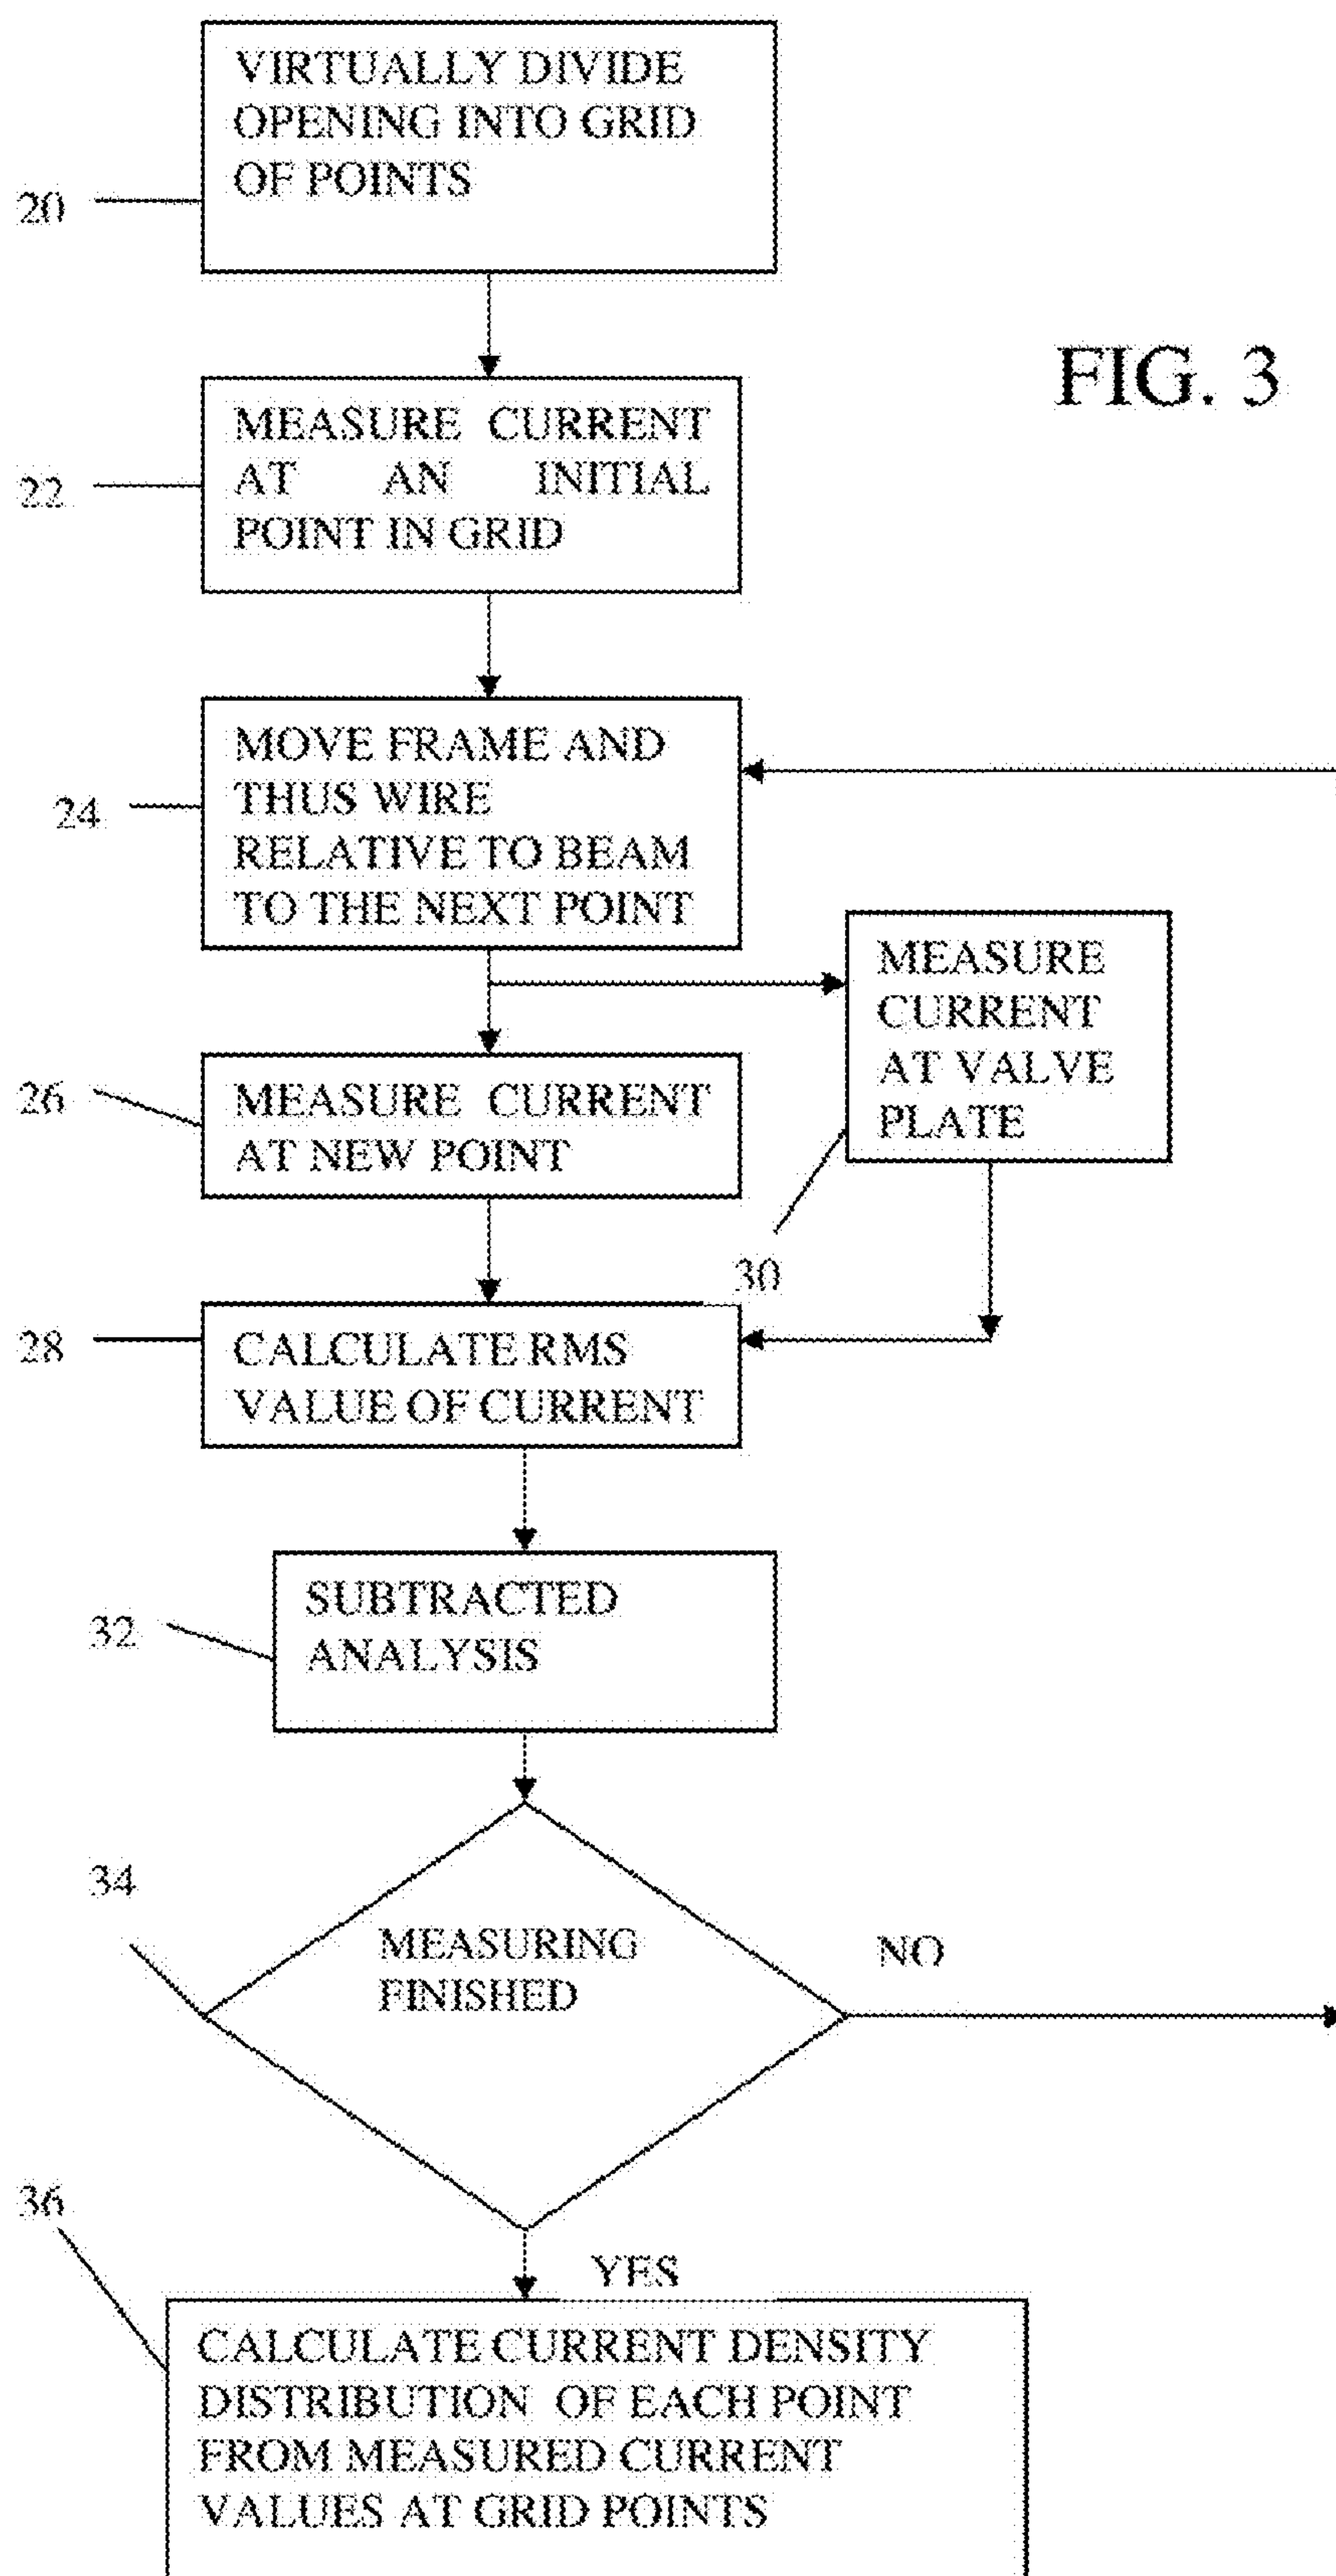 VIRTUALLY DIVIDE
OPENING INTO GRID
OF POINTS
20
FIG. 3
MEASURE CURRENT
AT AN INITIAL
POINT IN GRID
22
MOVE FRAME AND
THUS WIRE
RELATIVE TO BEAM
TO THE NEXT POINT
24
MEASURE
CURRENT
AT VALVE
PLATE
30
MEASURE CURRENT
AT NEW POINT
26
CALCULATE RMS
VALUE OF CURRENT
28
SUBTRACTED
ANALYSIS
32
34
MEASURING
FINISHED
NO
YES
36
CALCULATE CURRENT DENSITY
DISTRIBUTION OF EACH POINT
FROM MEASURED CURRENT
VALUES AT GRID POINTS